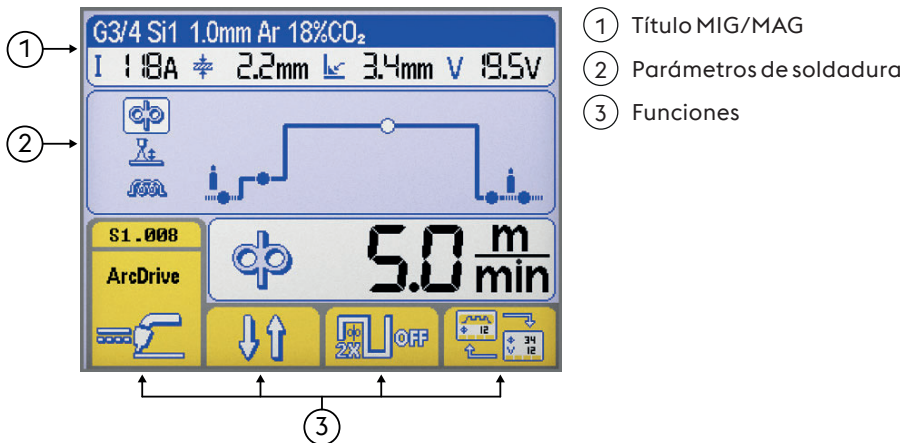 G3/4 Si1 1.0mm Ar 18%CO₂
I 118A 2.2mm 3.4mm V 19.5V
S1.008
ArcDrive
5.0 m/min
2X OFF
12
34
V 12
1 Título MIG/MAG
2 Parámetros de soldadura
3 Funciones
1
2
3